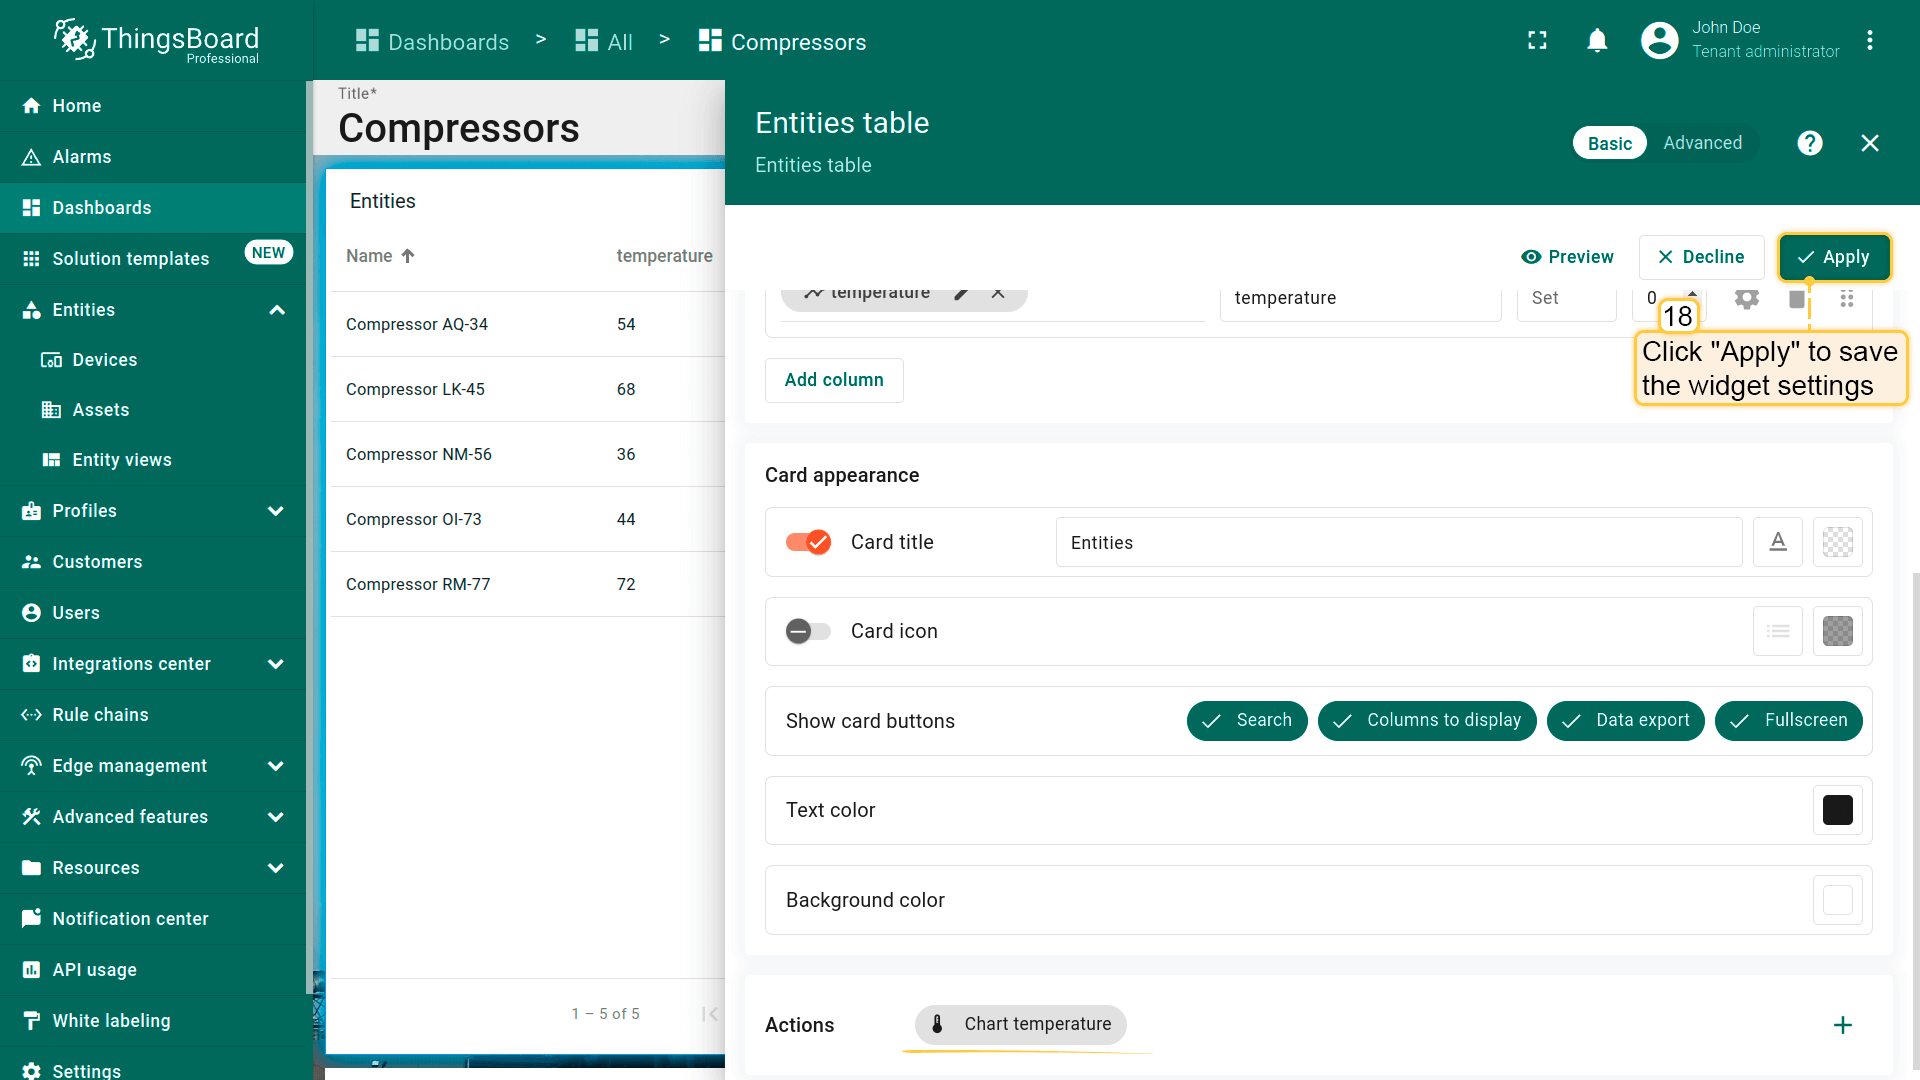 ThingsBoard
Professional
Dashboards > All > Compressors
John Doe
Tenant administrator
Home
Alarms
Dashboards
Solution templates NEW
Entities
Devices
Assets
Entity views
Profiles
Customers
Users
Integrations center
Rule chains
Edge management
Advanced features
Resources
Notification center
API usage
White labeling
Settings
Title*
Compressors
Entities
Name temperature
Compressor AQ-34 54
Compressor LK-45 68
Compressor NM-56 36
Compressor OI-73 44
Compressor RM-77 72
1 – 5 of 5
Entities table
Entities table
Basic Advanced
Preview Decline Apply
temperature temperature Set 0
18
Click "Apply" to save
the widget settings
Add column
Card appearance
Card title Entities
Card icon
Show card buttons Search Columns to display Data export Fullscreen
Text color
Background color
Actions Chart temperature